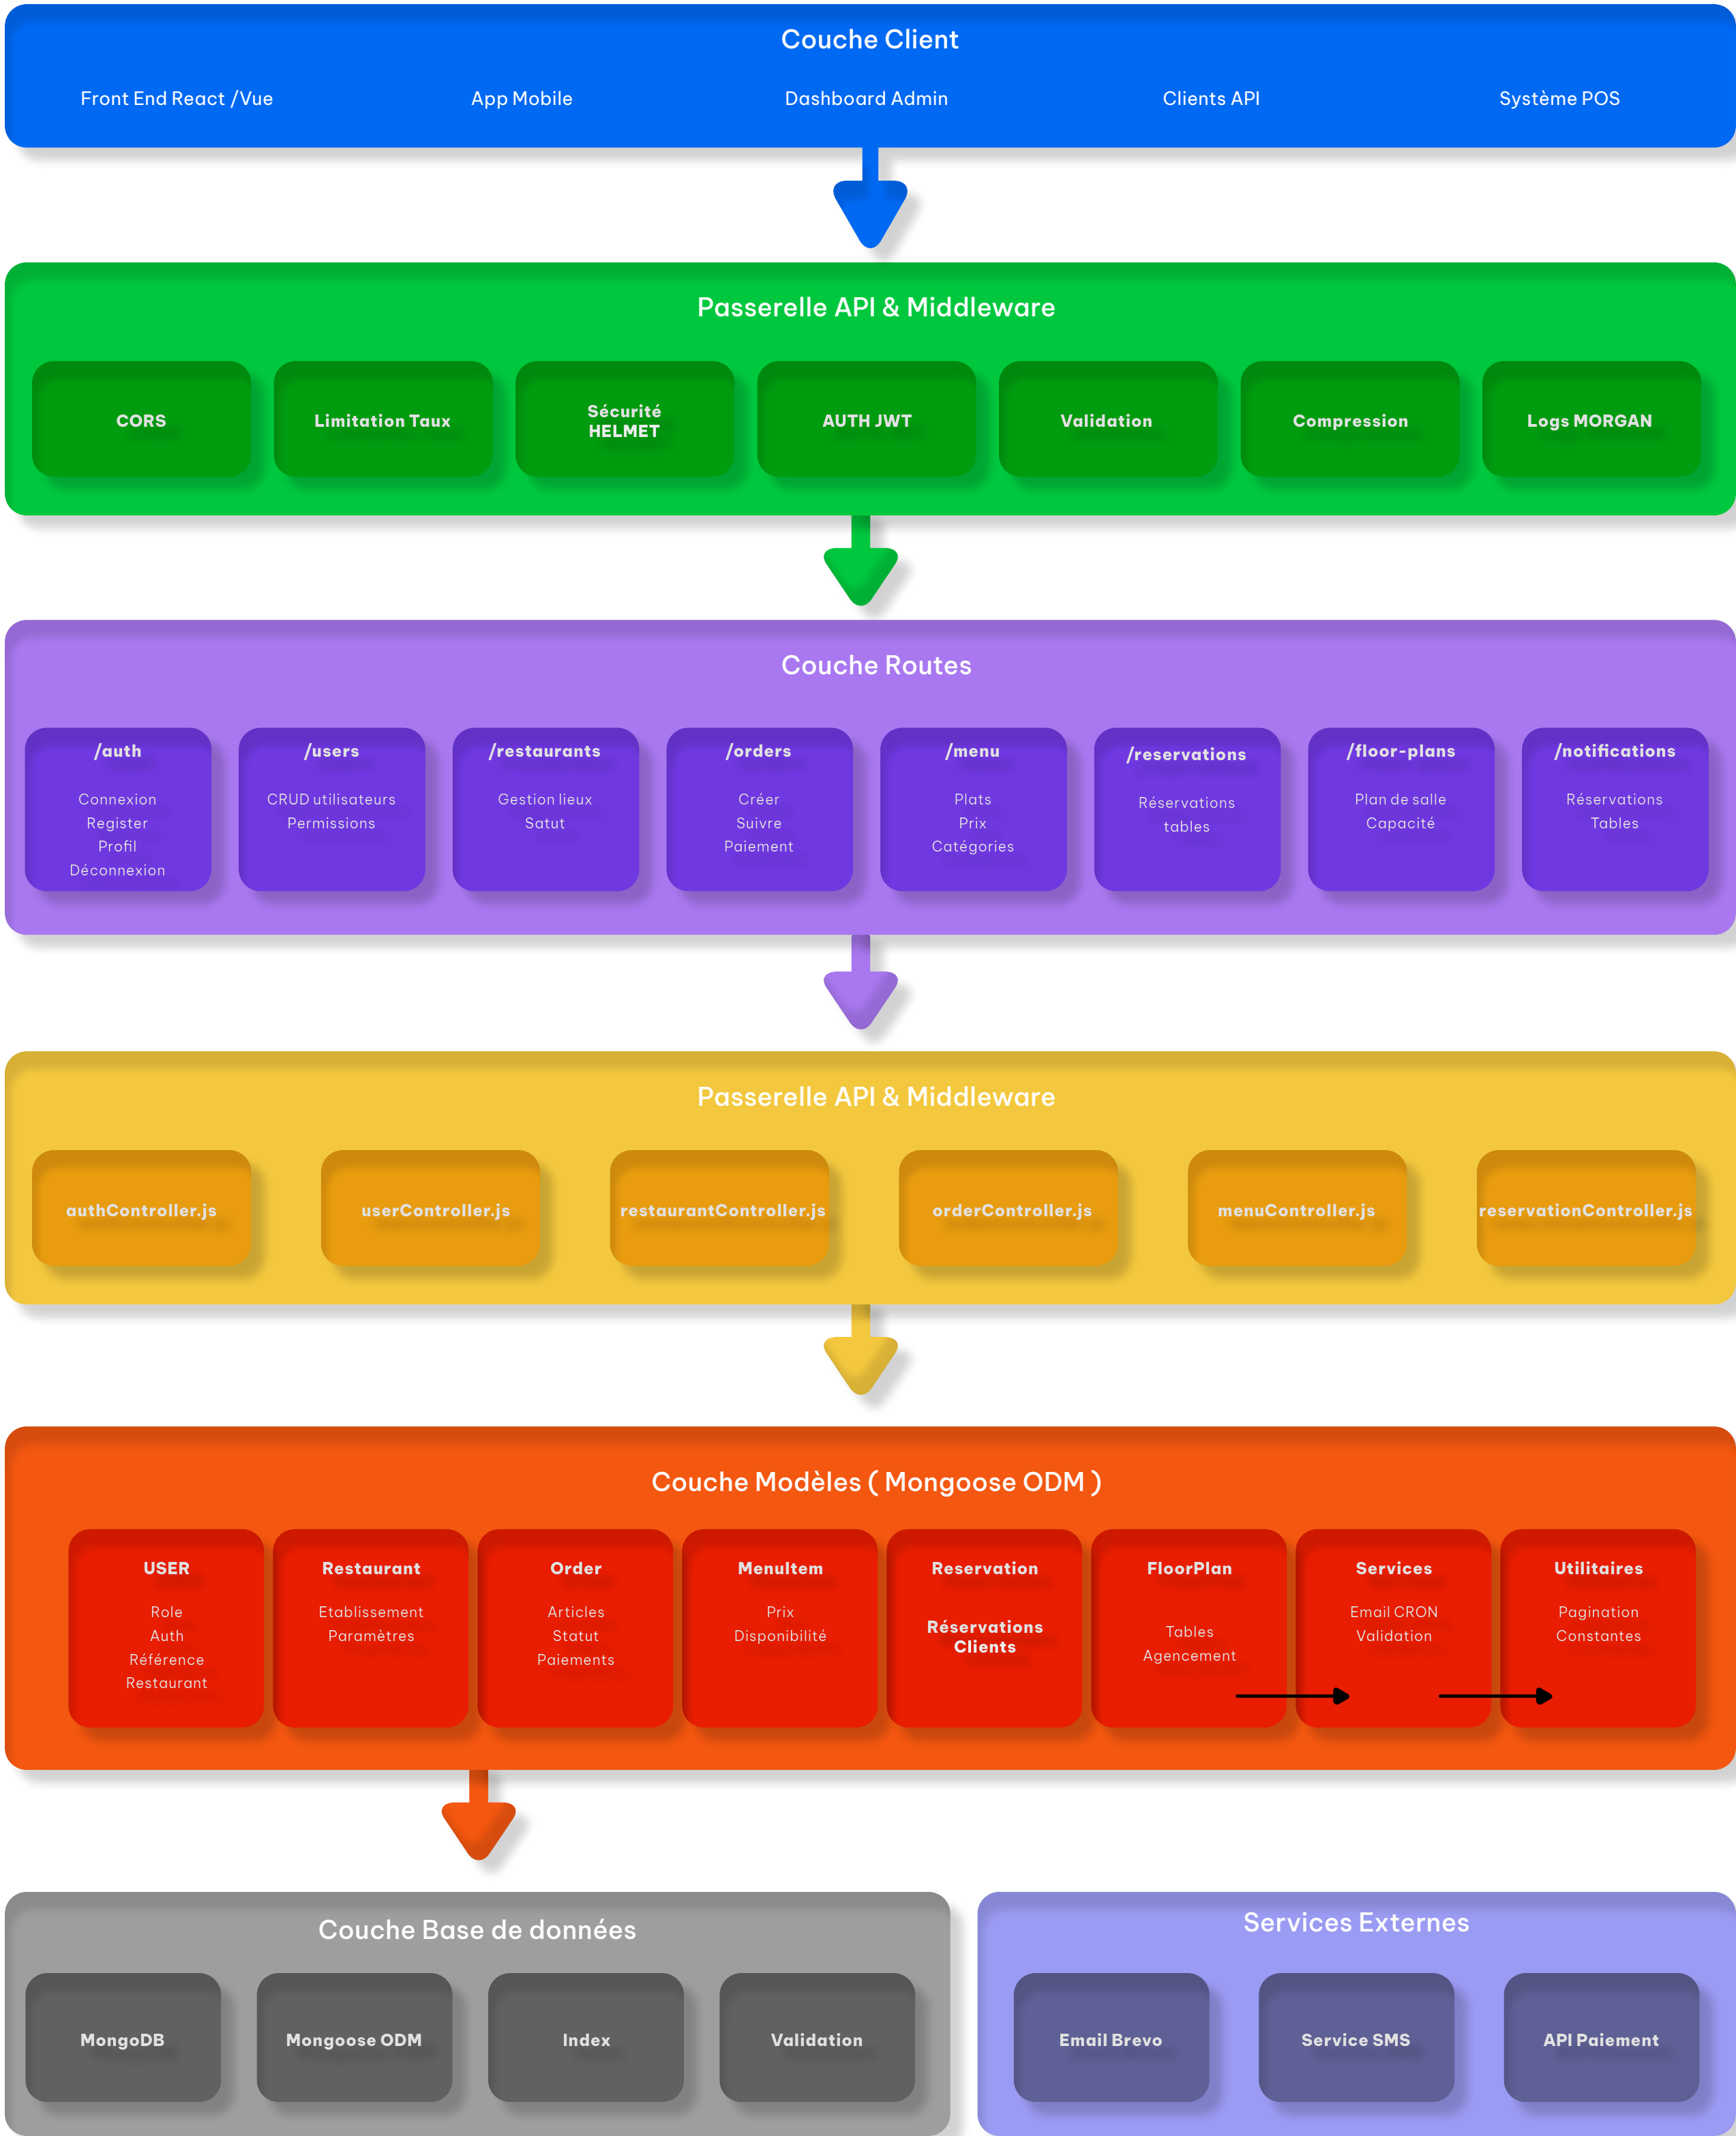 Couche Client
Front End React /Vue
App Mobile
Dashboard Admin
Clients API
Système POS
Passerelle API & Middleware
CORS
Limitation Taux
Sécurité
HELMET
AUTH JWT
Validation
Compression
Logs MORGAN
Couche Routes
/auth
Connexion
Register
Profil
Déconnexion
/users
CRUD utilisateurs
Permissions
/restaurants
Gestion lieux
Satut
/orders
Créer
Suivre
Paiement
/menu
Plats
Prix
Catégories
/reservations
Réservations
tables
/floor-plans
Plan de salle
Capacité
/notifications
Réservations
Tables
Passerelle API & Middleware
authController.js
userController.js
restaurantController.js
orderController.js
menuController.js
reservationController.js
Couche Modèles ( Mongoose ODM )
USER
Role
Auth
Référence
Restaurant
Restaurant
Etablissement
Paramètres
Order
Articles
Statut
Paiements
MenuItem
Prix
Disponibilité
Reservation
Réservations
Clients
FloorPlan
Tables
Agencement
Services
Email CRON
Validation
Utilitaires
Pagination
Constantes
Couche Base de données
MongoDB
Mongoose ODM
Index
Validation
Services Externes
Email Brevo
Service SMS
API Paiement